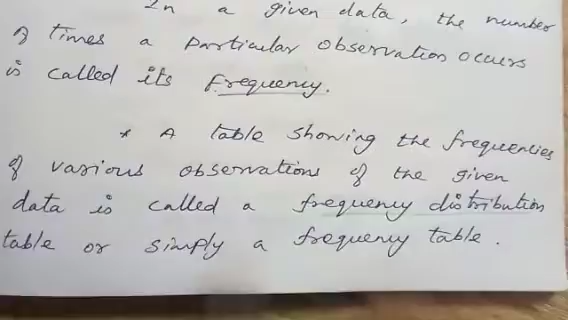 In a given data, the number
of times a particular observation occurs
is called its frequency.
* A table showing the frequencies
of various observations of the given
data is called a frequency distribution
table or simply a frequency table.